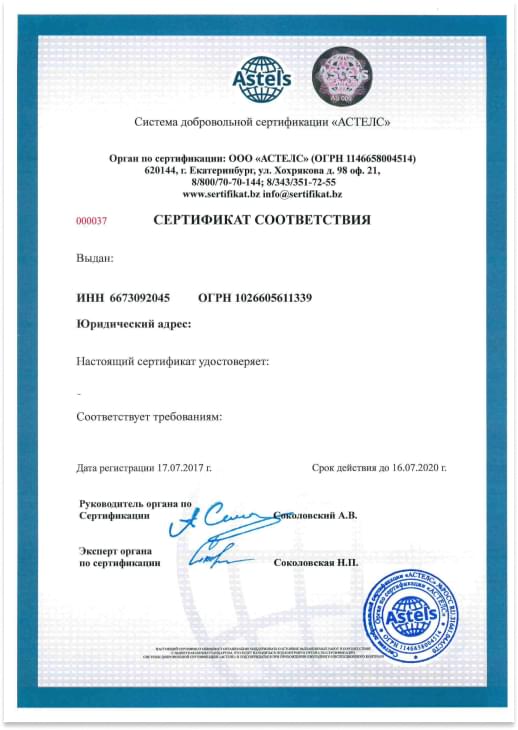 Astels
Система добровольной сертификации «АСТЕЛС»
Орган по сертификации: ООО «АСТЕЛС» (ОГРН 1146658004514)
620144, г. Екатеринбург, ул. Хохрякова д. 98 оф. 21,
8/800/70-70-144; 8/343/351-72-55
www.sertifikat.bz info@sertifikat.bz
000037 СЕРТИФИКАТ СООТВЕТСТВИЯ
Выдан:
ИНН 6673092045 ОГРН 1026605611339
Юридический адрес:
Настоящий сертификат удостоверяет:
-
Соответствует требованиям:
Дата регистрации 17.07.2017 г. Срок действия до 16.07.2020 г.
Руководитель органа по
Сертификации Соколовский А.В.
Эксперт органа
по сертификации Соколовская Н.П.
Astels